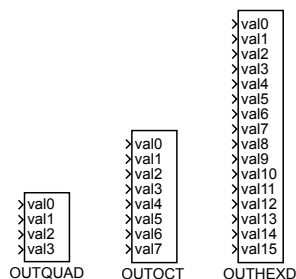 val0
val1
val2
val3
OUTQUAD
val0
val1
val2
val3
val4
val5
val6
val7
OUTOCT
val0
val1
val2
val3
val4
val5
val6
val7
val8
val9
val10
val11
val12
val13
val14
val15
OUTHEXD